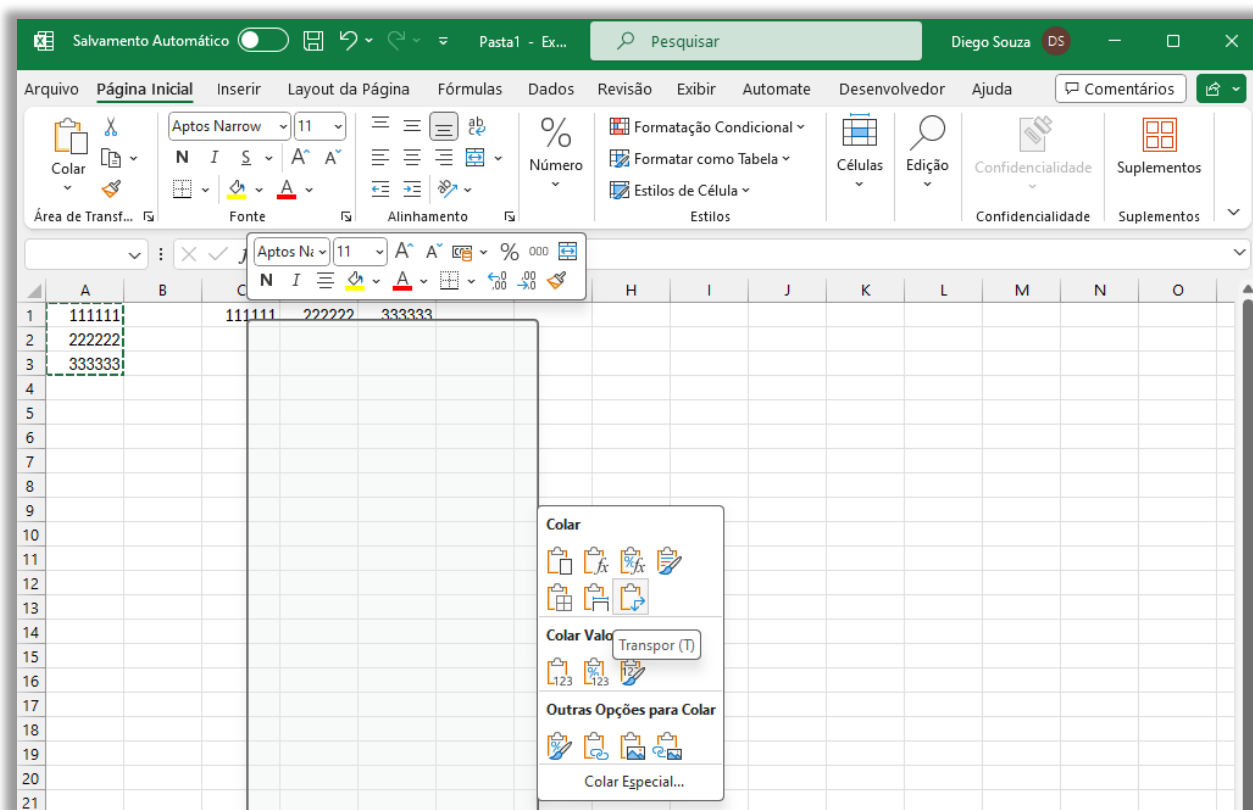 Salvamento Automático Pasta1 - Ex... Pesquisar Diego Souza DS
Arquivo Página Inicial Inserir Layout da Página Fórmulas Dados Revisão Exibir Automate Desenvolvedor Ajuda Comentários
Colar
Aptos Narrow 11
N I S A A
A
ab
Número
Formatação Condicional
Formatar como Tabela
Estilos de Célula
Células
Edição
Confidencialidade
Suplementos
Área de Transf... Fonte Alinhamento Estilos Confidencialidade Suplementos
Aptos Na 11 A A % 000
N I A
A B C H I J K L M N O
1 111111 111111 222222 333333
2 222222
3 333333
4
5
6
7
8
9
10
11
12
13
14
15
16
17
18
19
20
21
Colar
Transpor (T)
Colar Valo
Outras Opções para Colar
Colar Especial...